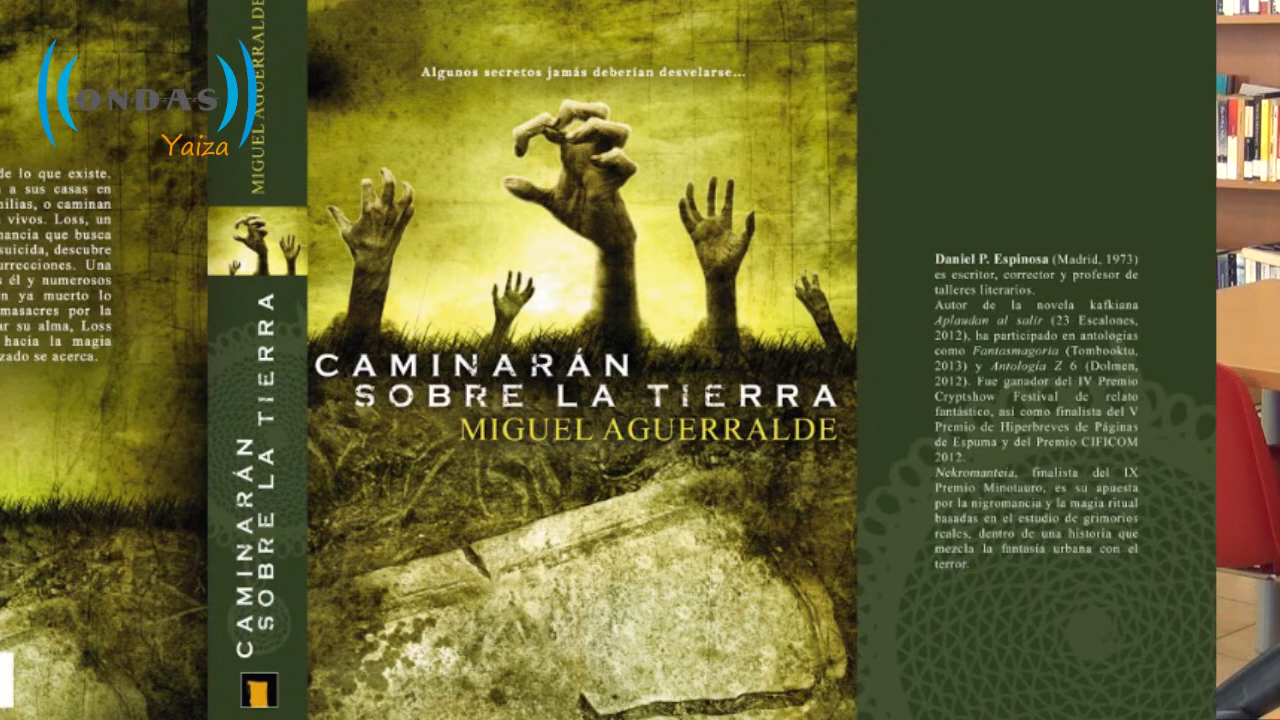 ONDAS
Yaiza
de lo que existe.
a sus casas en
milias, o caminan
vivos. Loss, un
mancia que busca
suicida, descubre
urrecciones. Una
él y numerosos
n ya muerto lo
masacres por la
ar su alma, Loss
hacia la magia
zado se acerca.
MIGUEL AGUERRALDE
CAMINARÁN
SOBRE LA TIERRA
Algunos secretos jamás deberían desvelarse...
CAMINARÁN
SOBRE LA TIERRA
MIGUEL AGUERRALDE
Daniel P. Espinosa (Madrid, 1973)
es escritor, corrector y profesor de
talleres literarios.
Autor de la novela kafkiana
Aplaudan al salir (23 Escalones,
2012), ha participado en antologías
como Fantasmagoria (Tombooktu,
2013) y Antología Z 6 (Dolmen,
2012). Fue ganador del IV Premio
Cryptshow Festival de relato
fantástico, así como finalista del V
Premio de Hiperbreves de Páginas
de Espuma y del Premio CIFICOM
2012.
Nekromanteia, finalista del IX
Premio Minotauro, es su apuesta
por la nigromancia y la magia ritual
basadas en el estudio de grimorios
reales, dentro de una historia que
mezcla la fantasía urbana con el
terror.